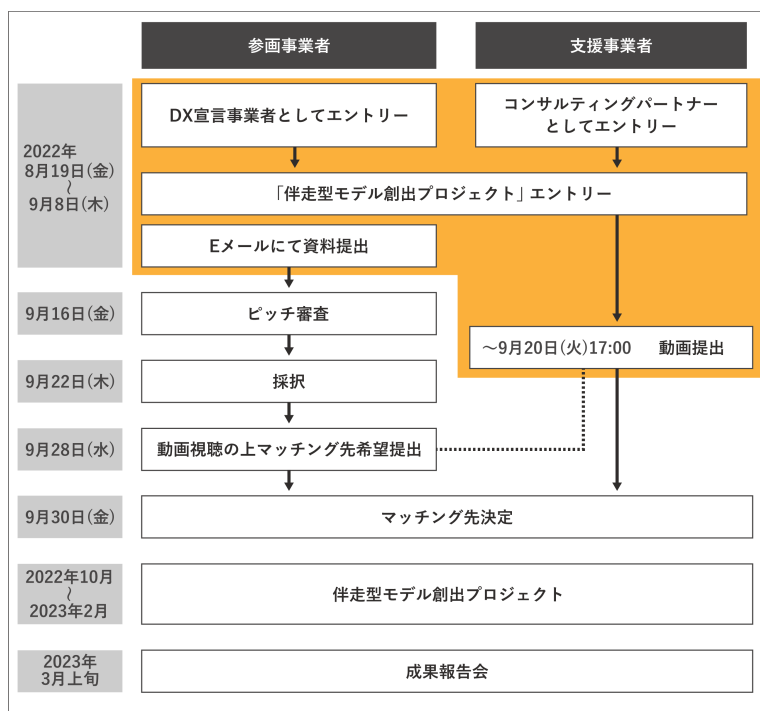 参画事業者
支援事業者
2022年
8月19日(金)
〜
9月8日(木)
DX宣言事業者としてエントリー
コンサルティングパートナー
としてエントリー
「伴走型モデル創出プロジェクト」エントリー
Eメールにて資料提出
9月16日(金)
ピッチ審査
〜9月20日(火)17:00 動画提出
9月22日(木)
採択
9月28日(水)
動画視聴の上マッチング先希望提出
9月30日(金)
マッチング先決定
2022年10月
〜
2023年2月
伴走型モデル創出プロジェクト
2023年
3月上旬
成果報告会